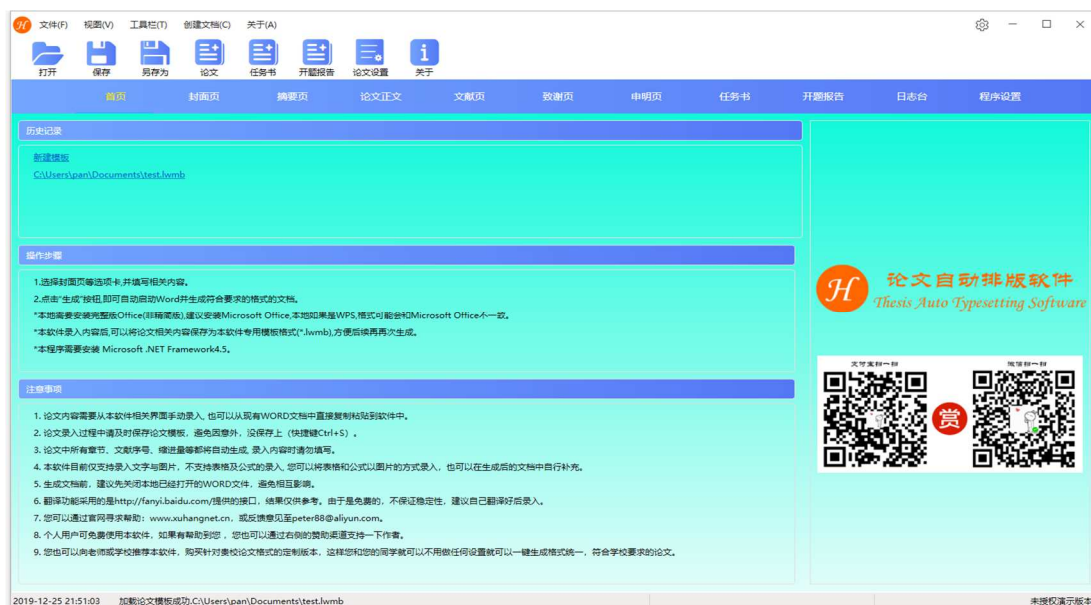 H 文件(F) 视图(V) 工具栏(T) 创建文档(C) 关于(A)
打开 保存 另存为 论文 任务书 开题报告 论文设置 关于
首页 封面页 摘要页 论文正文 文献页 致谢页 申明页 任务书 开题报告 日志台 程序设置
历史记录
新建模板
C:\Users\pan\Documents\test.lwmb
操作步骤
1.选择封面页等选项卡,并填写相关内容。
2.点击"生成"按钮,即可自动启动Word并生成符合要求的格式的文档。
*本地需要安装完整版Office(非精简版),建议安装Microsoft Office,本地如果是WPS,格式可能会和Microsoft Office不一致。
*本软件录入内容后,可以将论文相关内容保存为本软件专用模板格式(*.lwmb),方便后续再再次生成。
*本程序需要安装 Microsoft .NET Framework4.5。
注意事项
1. 论文内容需要从本软件相关界面手动录入, 也可以从现有WORD文档中直接复制粘贴到软件中。
2. 论文录入过程中请及时保存论文模板，避免因意外，没保存上（快捷键Ctrl+S）。
3. 论文中所有章节、文献序号、缩进量等都将自动生成, 录入内容时请勿填写。
4. 本软件目前仅支持录入文字与图片，不支持表格及公式的录入, 您可以将表格和公式以图片的方式录入，也可以在生成后的文档中自行补充。
5. 生成文档前，建议先关闭本地已经打开的WORD文件，避免相互影响。
6. 翻译功能采用的是http://fanyi.baidu.com/提供的接口，结果仅供参考。由于是免费的，不保证稳定性，建议自己翻译好后录入。
7. 您可以通过官网寻求帮助：www.xuhangnet.cn，或反馈意见至peter88@aliyun.com。
8. 个人用户可免费使用本软件，如果有帮助到您，您也可以通过右侧的赞助渠道支持一下作者。
9. 您也可以向老师或学校推荐本软件，购买针对贵校论文格式的定制版本，这样您和您的同学就可以不用做任何设置就可以一键生成格式统一，符合学校要求的论文。
H 论文自动排版软件
Thesis Auto Typesetting Software
支付宝扫一扫 微信扫一扫
赏
2019-12-25 21:51:03 加载论文模板成功.C:\Users\pan\Documents\test.lwmb 未授权演示版本